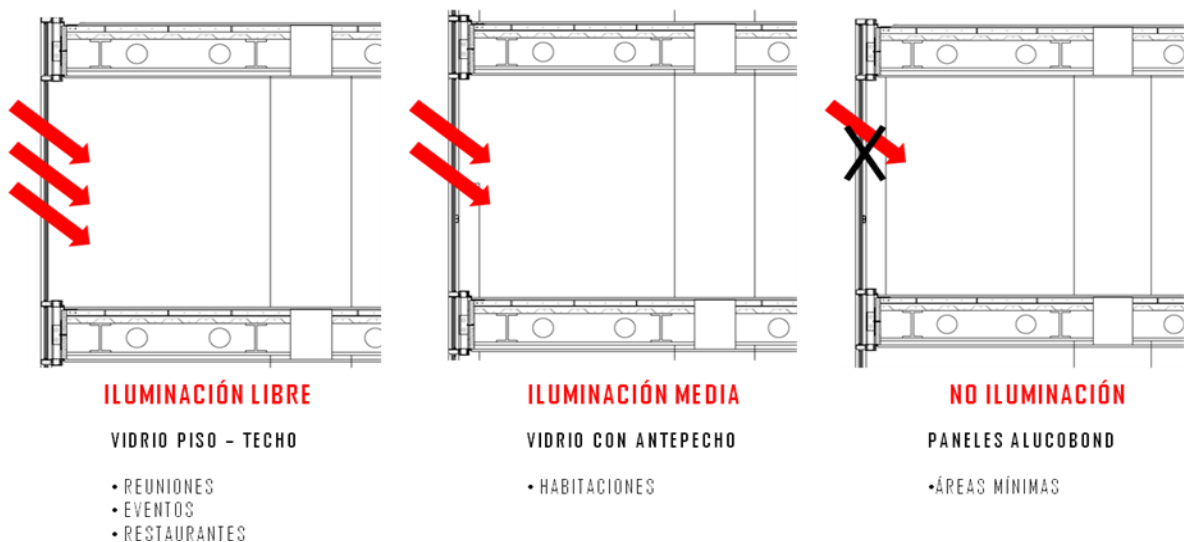 ILUMINACIÓN LIBRE
VIDRIO PISO - TECHO
• REUNIONES
• EVENTOS
• RESTAURANTES
ILUMINACIÓN MEDIA
VIDRIO CON ANTEPECHO
• HABITACIONES
NO ILUMINACIÓN
PANELES ALUCOBOND
•ÁREAS MÍNIMAS